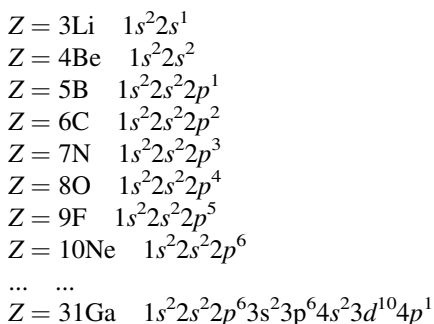 Z = 3Li 1s²2s¹
Z = 4Be 1s²2s²
Z = 5B 1s²2s²2p¹
Z = 6C 1s²2s²2p²
Z = 7N 1s²2s²2p³
Z = 8O 1s²2s²2p⁴
Z = 9F 1s²2s²2p⁵
Z = 10Ne 1s²2s²2p⁶
... ...
Z = 31Ga 1s²2s²2p⁶3s²3p⁶4s²3d¹⁰4p¹